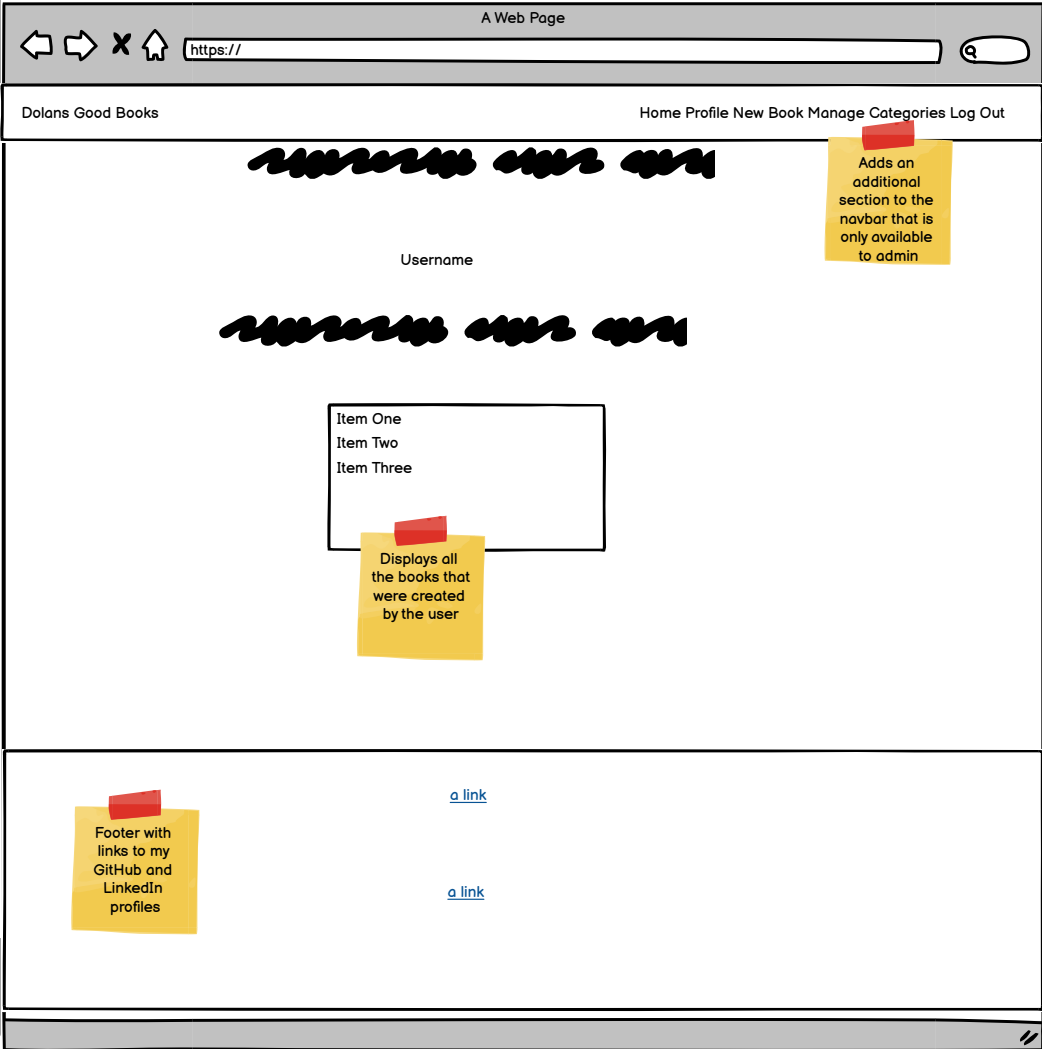 A Web Page
https://
Dolans Good Books
Home Profile New Book Manage Categories Log Out
Adds an
additional
section to the
navbar that is
only available
to admin
Username
Item One
Item Two
Item Three
Displays all
the books that
were created
by the user
a link
Footer with
links to my
GitHub and
LinkedIn
profiles
a link